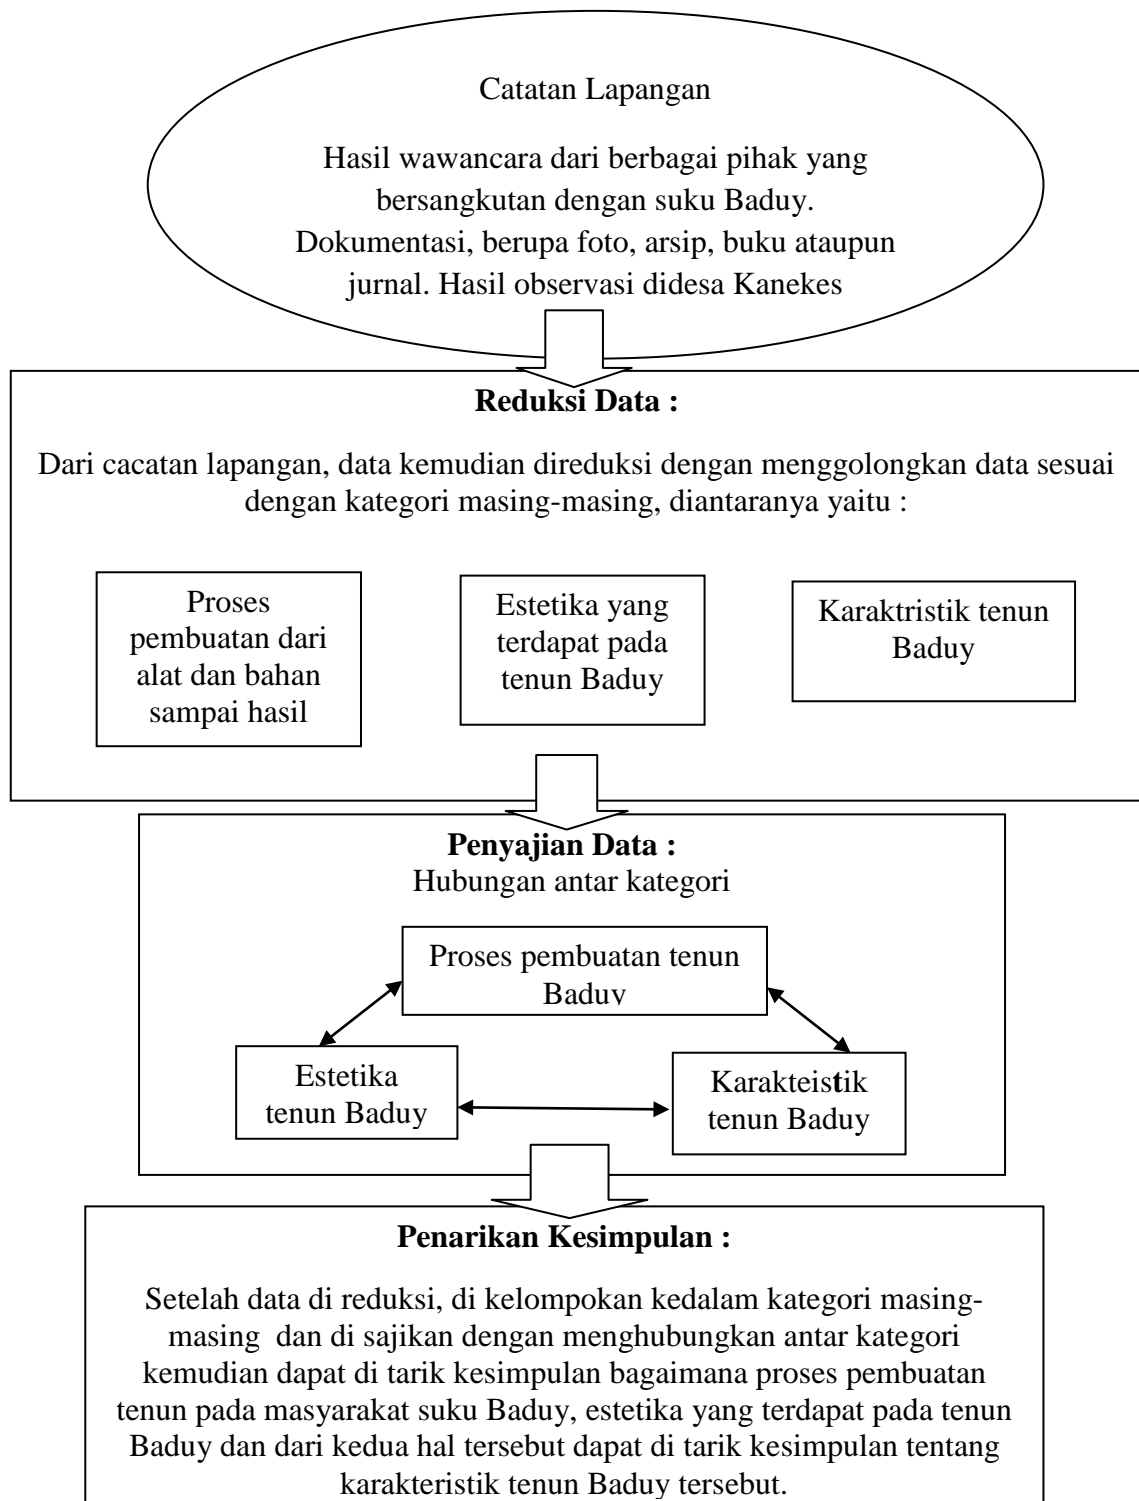 Catatan Lapangan
Hasil wawancara dari berbagai pihak yang
bersangkutan dengan suku Baduy.
Dokumentasi, berupa foto, arsip, buku ataupun
jurnal. Hasil observasi didesa Kanekes
Reduksi Data :
Dari cacatan lapangan, data kemudian direduksi dengan menggolongkan data sesuai
dengan kategori masing-masing, diantaranya yaitu :
Proses
pembuatan dari
alat dan bahan
sampai hasil
Estetika yang
terdapat pada
tenun Baduy
Karaktristik tenun
Baduy
Penyajian Data :
Hubungan antar kategori
Proses pembuatan tenun
Baduy
Estetika
tenun Baduy
Karakteistik
tenun Baduy
Penarikan Kesimpulan :
Setelah data di reduksi, di kelompokan kedalam kategori masing-
masing  dan di sajikan dengan menghubungkan antar kategori
kemudian dapat di tarik kesimpulan bagaimana proses pembuatan
tenun pada masyarakat suku Baduy, estetika yang terdapat pada tenun
Baduy dan dari kedua hal tersebut dapat di tarik kesimpulan tentang
karakteristik tenun Baduy tersebut.